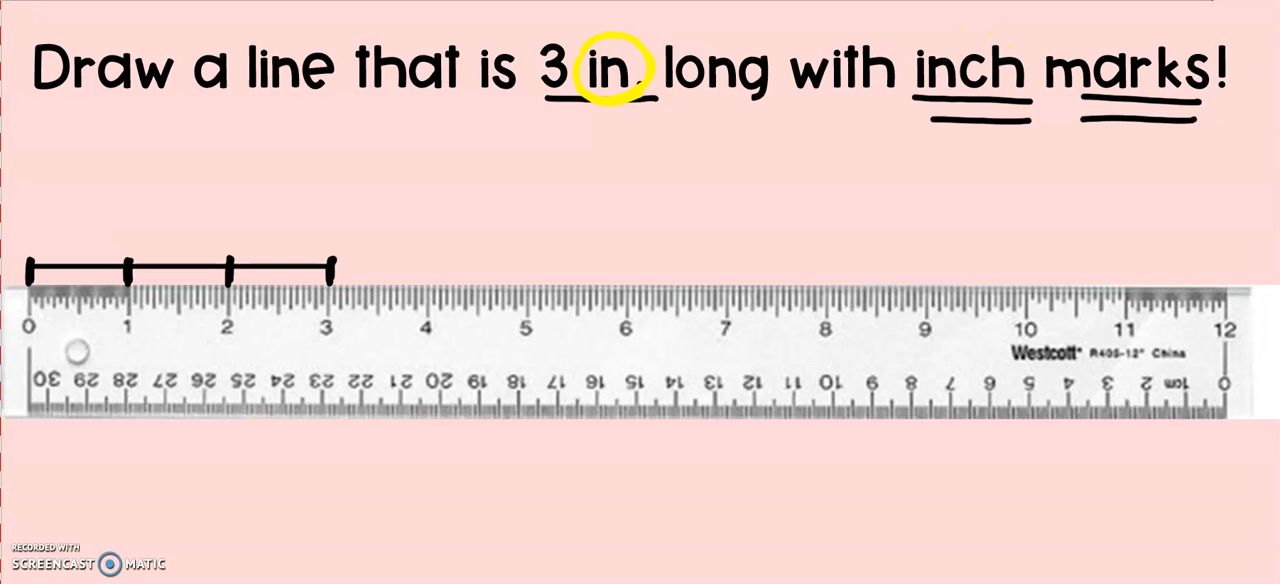 Draw a line that is 3 in. long with inch marks!
0 1 2 3 4 5 6 7 8 9 10 11 12
Westcott® R406-12" China
30 29 28 27 26 25 24 23 22 21 20 19 18 17 16 15 14 13 12 11 10 9 8 7 6 5 4 3 2 1cm 0
RECORDED WITH
SCREENCAST MATIC